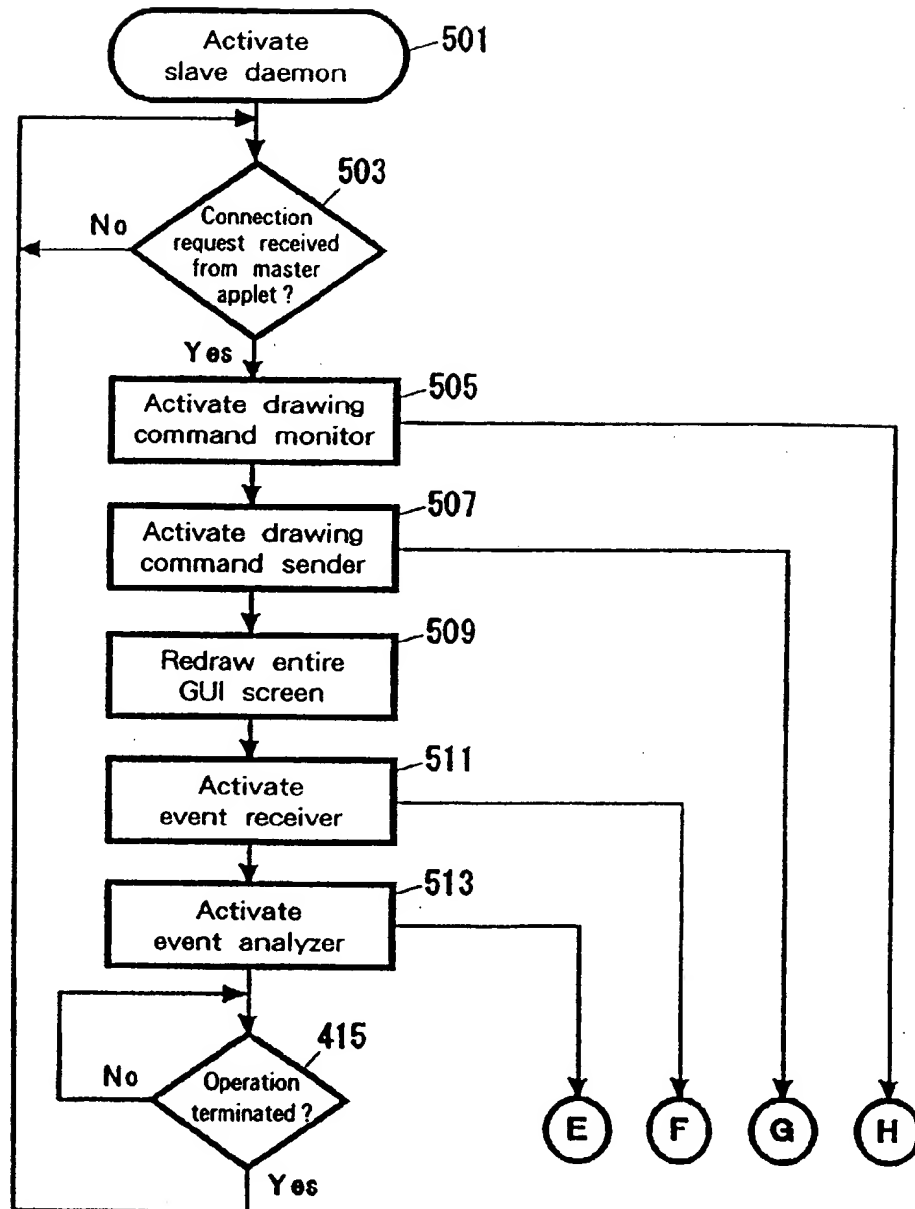 Activate
slave daemon
501
503
No
Connection
request received
from master
applet ?
Yes
505
Activate drawing
command monitor
507
Activate drawing
command sender
509
Redraw entire
GUI screen
511
Activate
event receiver
513
Activate
event analyzer
415
No
Operation
terminated ?
E
F
G
H
Yes